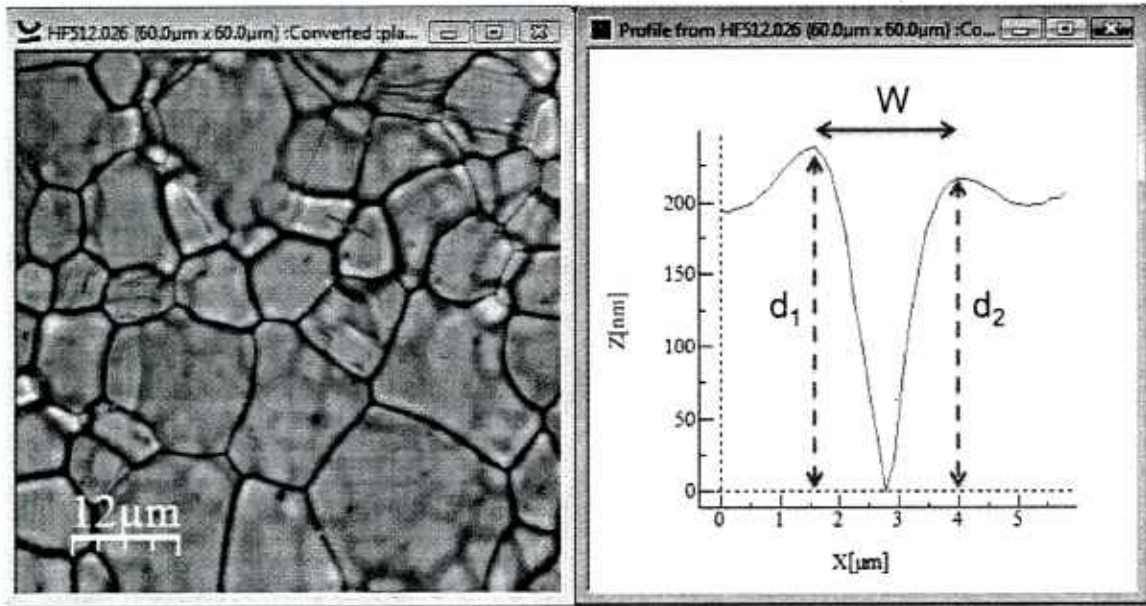 HF512.026 (60.0µm x 60.0µm) :Converted :pla...
12µm
Profile from HF512.026 (60.0µm x 60.0µm) :Co...
W
200
150
100
50
0
Z[nm]
d1
d2
0 1 2 3 4 5
X[µm]